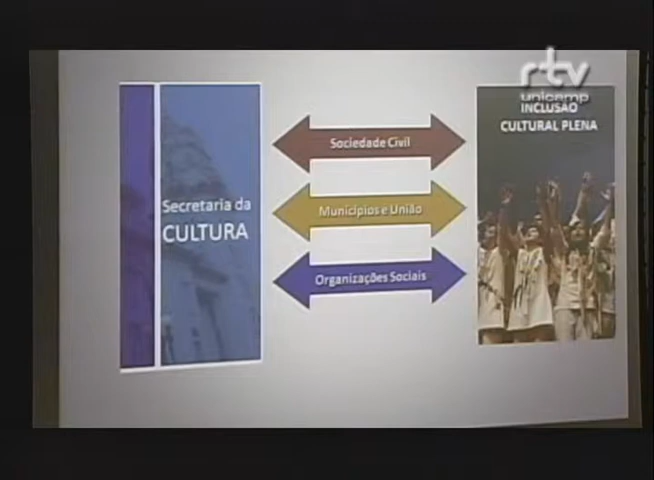 rtv
unicamp
INCLUSÃO
CULTURAL PLENA
Sociedade Civil
Secretaria da
CULTURA
Municípios e União
Organizações Sociais